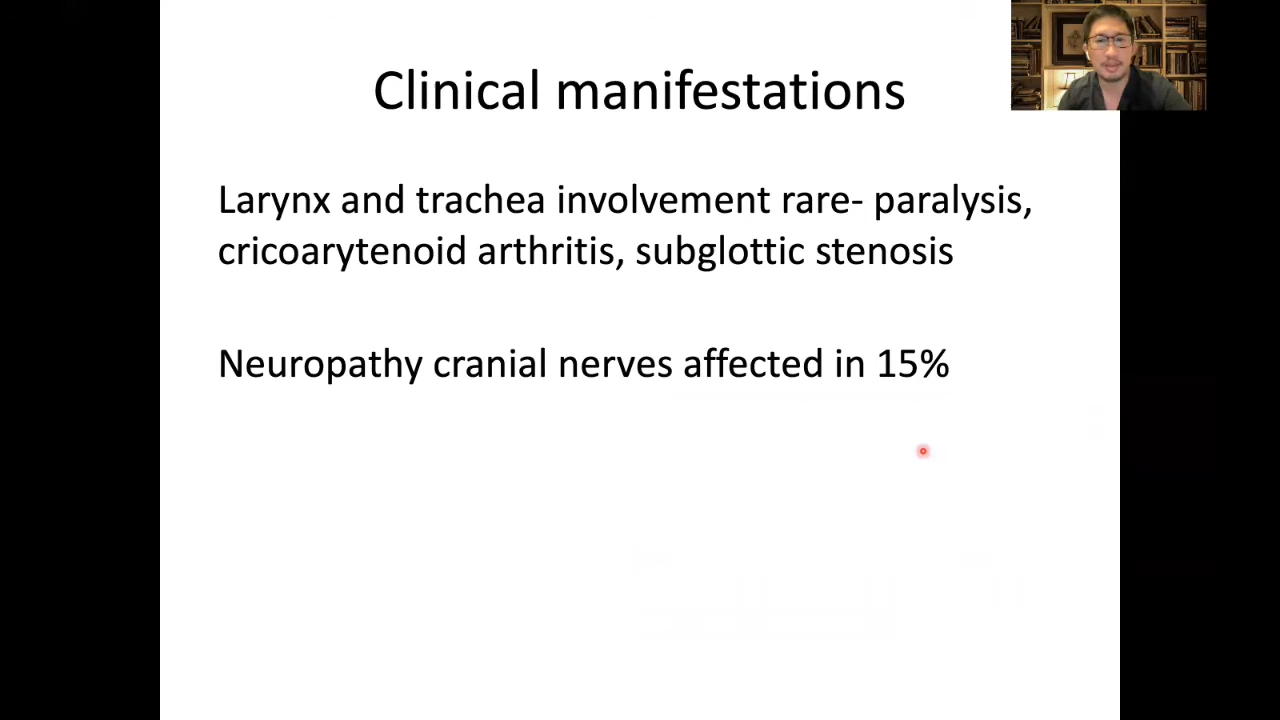 Clinical manifestations
Larynx and trachea involvement rare- paralysis,
cricoarytenoid arthritis, subglottic stenosis
Neuropathy cranial nerves affected in 15%